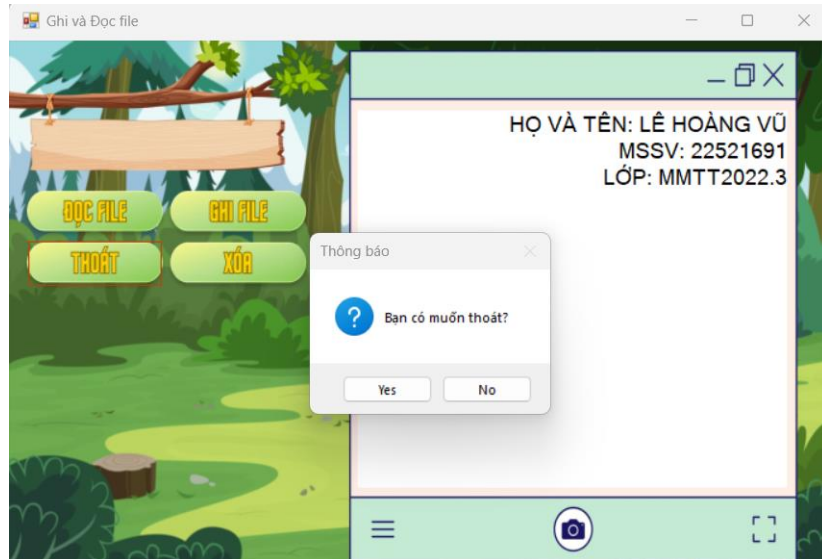 Ghi và Đọc file
HỌ VÀ TÊN: LÊ HOÀNG VŨ
MSSV: 22521691
LỚP: MMTT2022.3
ĐỌC FILE
GHI FILE
THOÁT
XÓA
Thông báo
Bạn có muốn thoát?
Yes
No